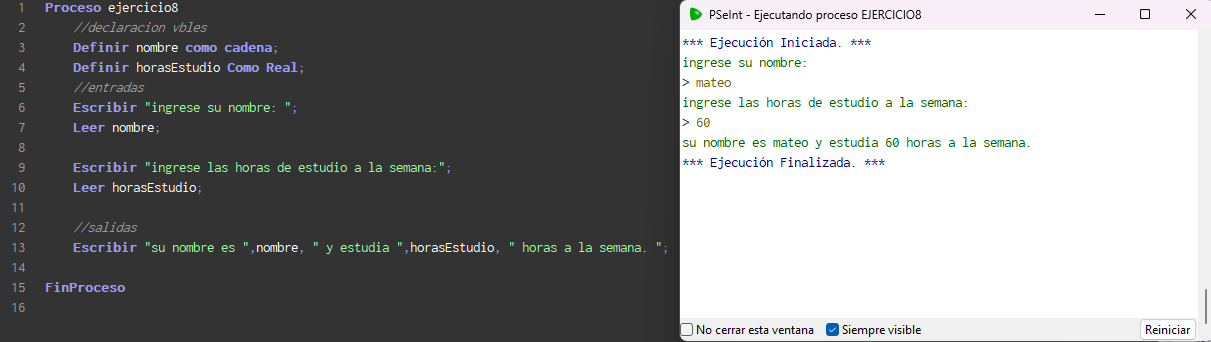 1 Proceso ejercicio8
2 //declaracion vbles
3 Definir nombre como cadena;
4 Definir horasEstudio Como Real;
5 //entradas
6 Escribir "ingrese su nombre: ";
7 Leer nombre;
8
9 Escribir "ingrese las horas de estudio a la semana:";
10 Leer horasEstudio;
11
12 //salidas
13 Escribir "su nombre es ",nombre, " y estudia ",horasEstudio, " horas a la semana. ";
14
15 FinProceso
16
PSeInt - Ejecutando proceso EJERCICIO8
*** Ejecución Iniciada. ***
ingrese su nombre:
> mateo
ingrese las horas de estudio a la semana:
> 60
su nombre es mateo y estudia 60 horas a la semana.
*** Ejecución Finalizada. ***
No cerrar esta ventana Siempre visible Reiniciar